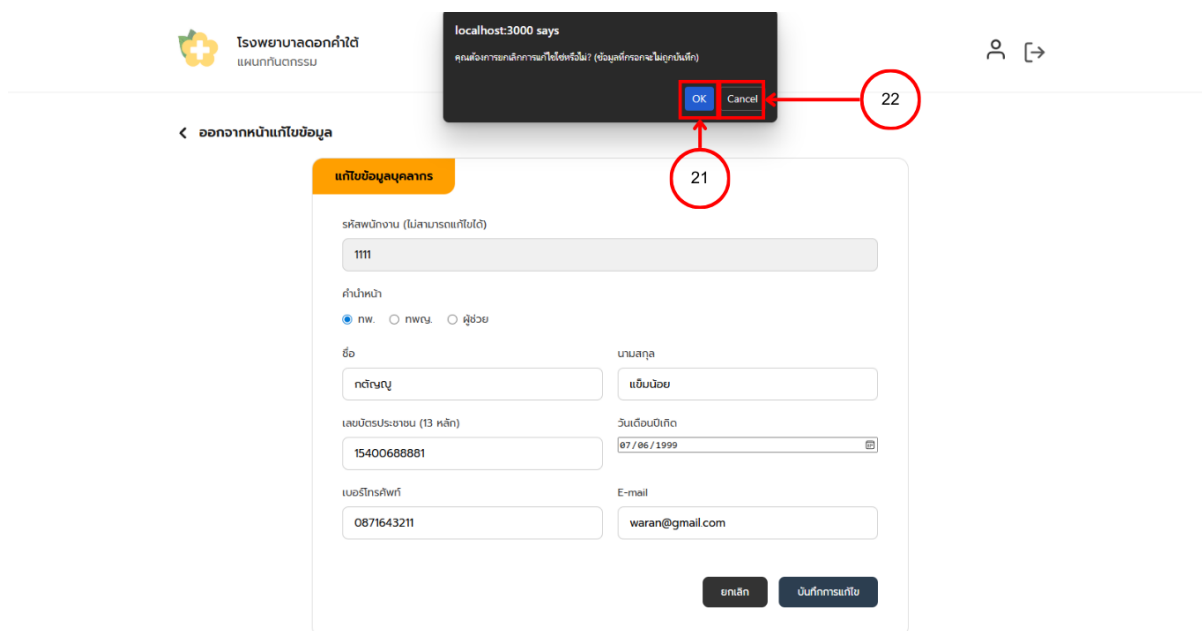 โรงพยาบาลดอกคำใต้
แผนกทันตกรรม
localhost:3000 says
คุณต้องการยกเลิกการแก้ไขใช่หรือไม่? (ข้อมูลที่กรอกจะไม่ถูกบันทึก)
OK Cancel
22
21
ออกจากหน้าแก้ไขข้อมูล
แก้ไขข้อมูลบุคลากร
รหัสพนักงาน (ไม่สามารถแก้ไขได้)
1111
คำนำหน้า
ทพ. ทพญ. ผู้ช่วย
ชื่อ นามสกุล
กตัญญู แย็มน้อย
เลขบัตรประชาชน (13 หลัก) วันเดือนปีเกิด
15400688881 07/06/1999
เบอร์โทรศัพท์ E-mail
0871643211 waran@gmail.com
ยกเลิก บันทึกการแก้ไข